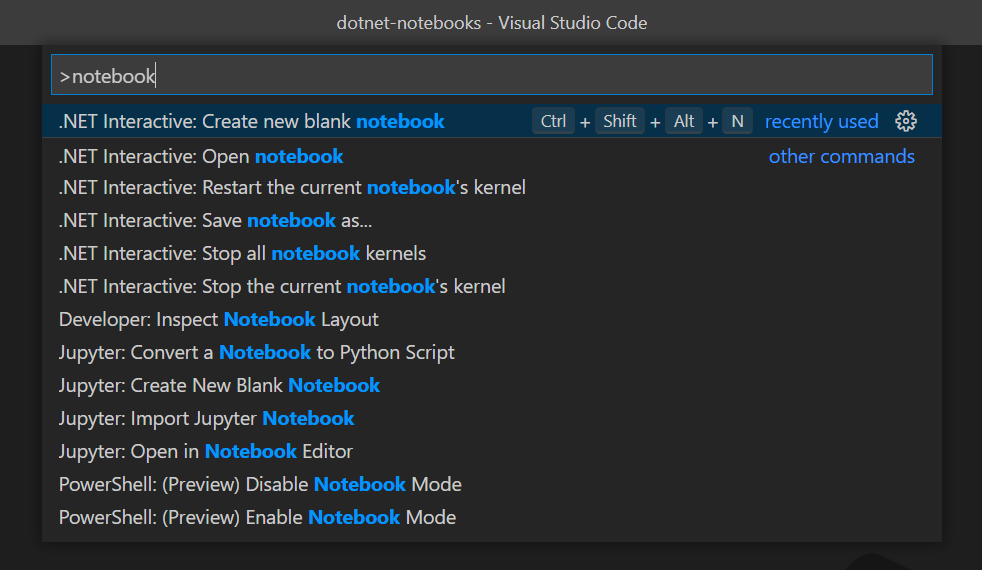 dotnet-notebooks - Visual Studio Code
>notebook
.NET Interactive: Create new blank notebook Ctrl + Shift + Alt + N recently used
.NET Interactive: Open notebook other commands
.NET Interactive: Restart the current notebook's kernel
.NET Interactive: Save notebook as...
.NET Interactive: Stop all notebook kernels
.NET Interactive: Stop the current notebook's kernel
Developer: Inspect Notebook Layout
Jupyter: Convert a Notebook to Python Script
Jupyter: Create New Blank Notebook
Jupyter: Import Jupyter Notebook
Jupyter: Open in Notebook Editor
PowerShell: (Preview) Disable Notebook Mode
PowerShell: (Preview) Enable Notebook Mode